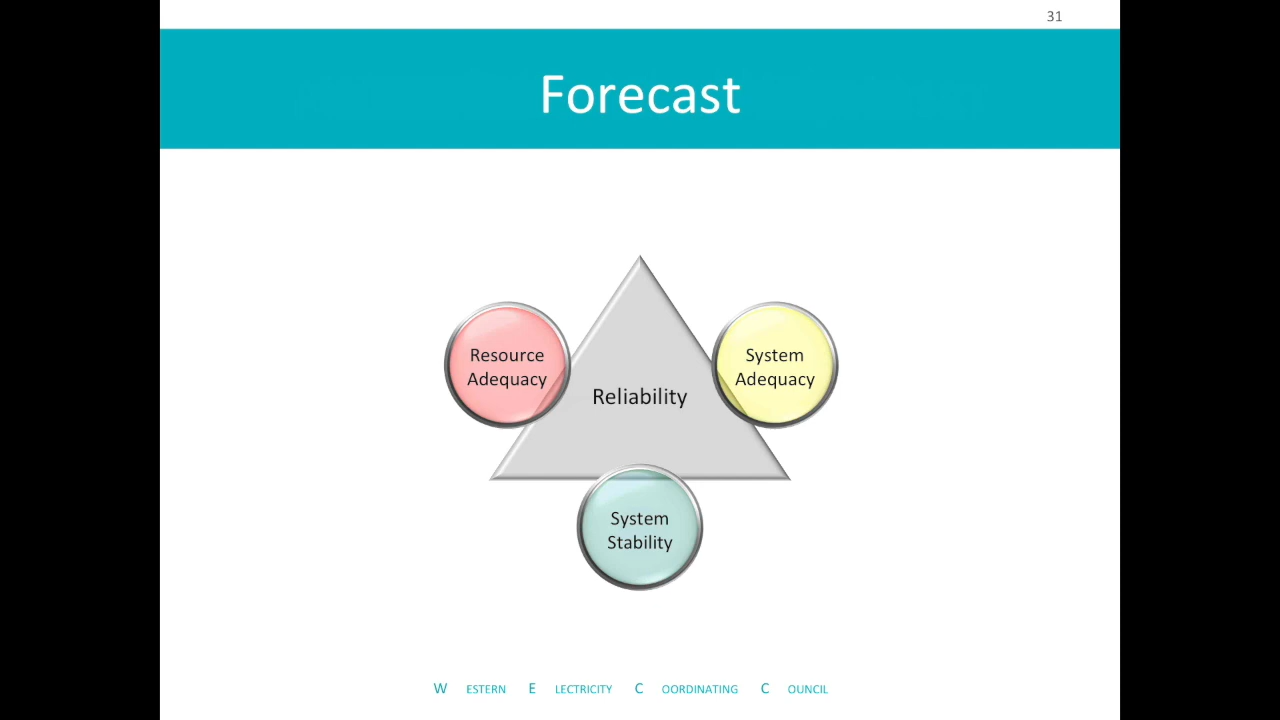 31
Forecast
Resource
Adequacy
System
Adequacy
Reliability
System
Stability
W ESTERN E LECTRICITY C OORDINATING C OUNCIL